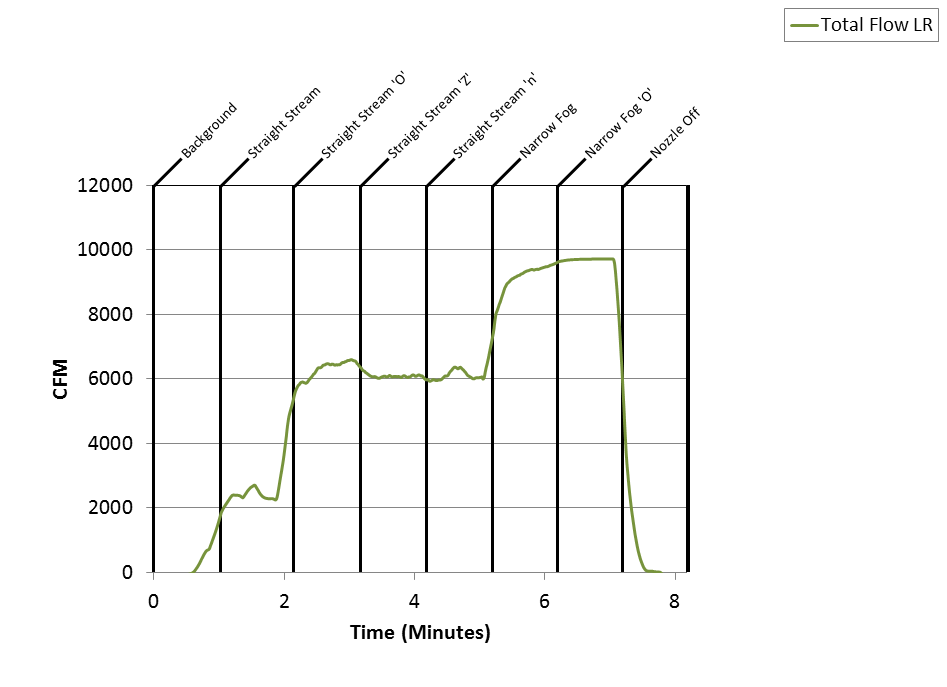 Total Flow LR
Background
Straight Stream
Straight Stream 'O'
Straight Stream 'Z'
Straight Stream 'n'
Narrow Fog
Narrow Fog 'O'
Nozzle Off
12000
10000
8000
6000
4000
2000
0
CFM
0 2 4 6 8
Time (Minutes)